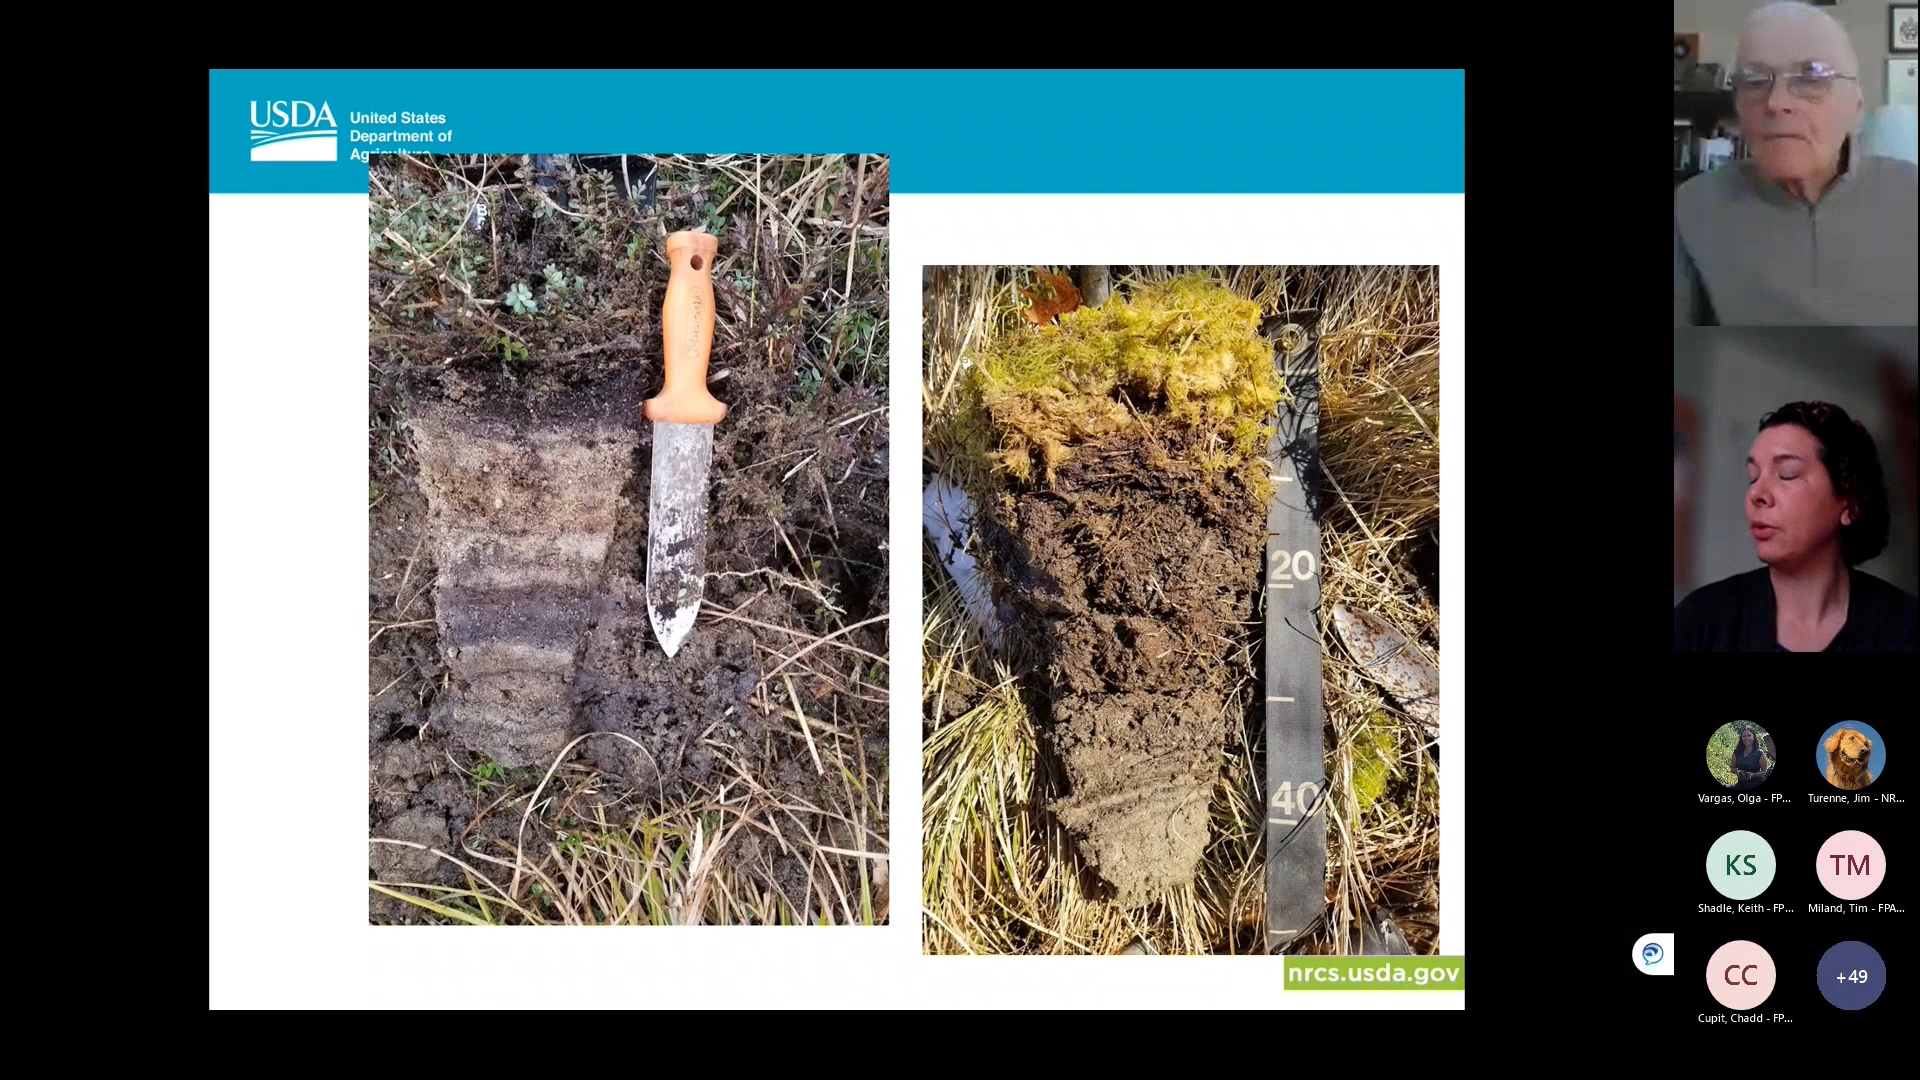 USDA
United States
Department of
Agriculture
B
20
40
nrcs.usda.gov
Vargas, Olga - FP...
Turenne, Jim - NR...
KS
TM
Shadle, Keith - FP...
Miland, Tim - FPA...
CC
+49
Cupit, Chadd - FP...